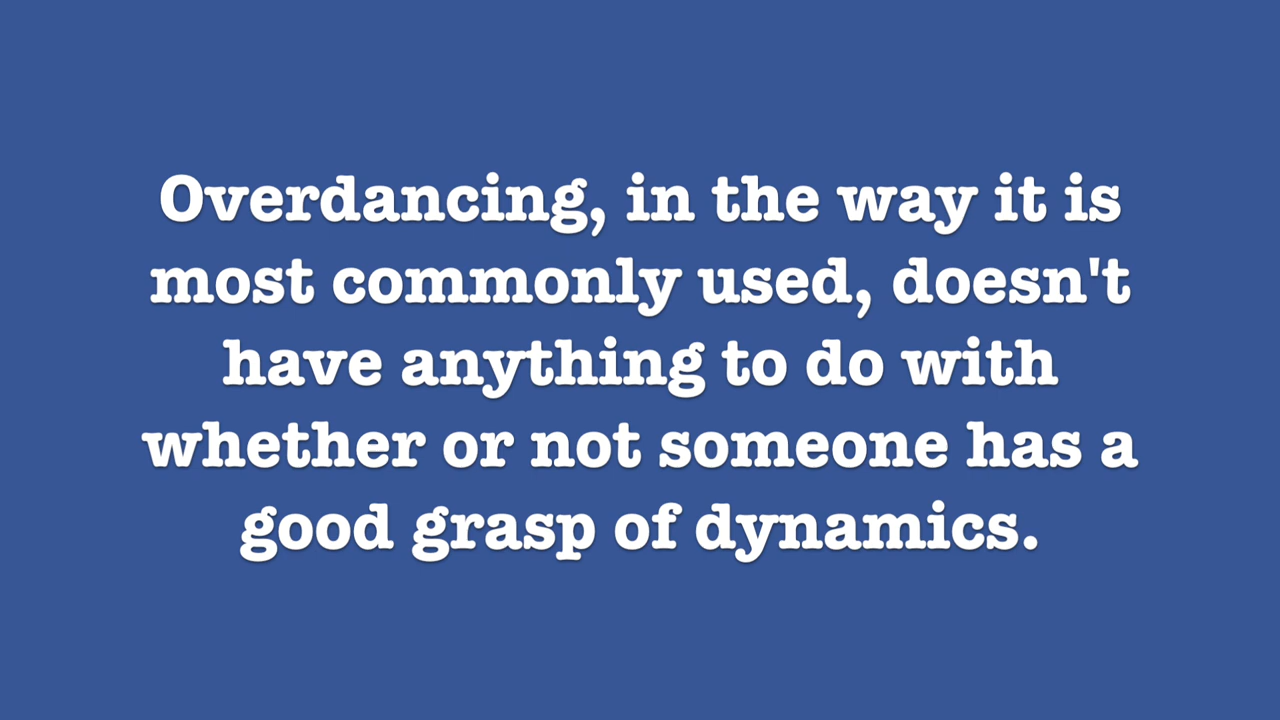 Overdancing, in the way it is
most commonly used, doesn't
have anything to do with
whether or not someone has a
good grasp of dynamics.